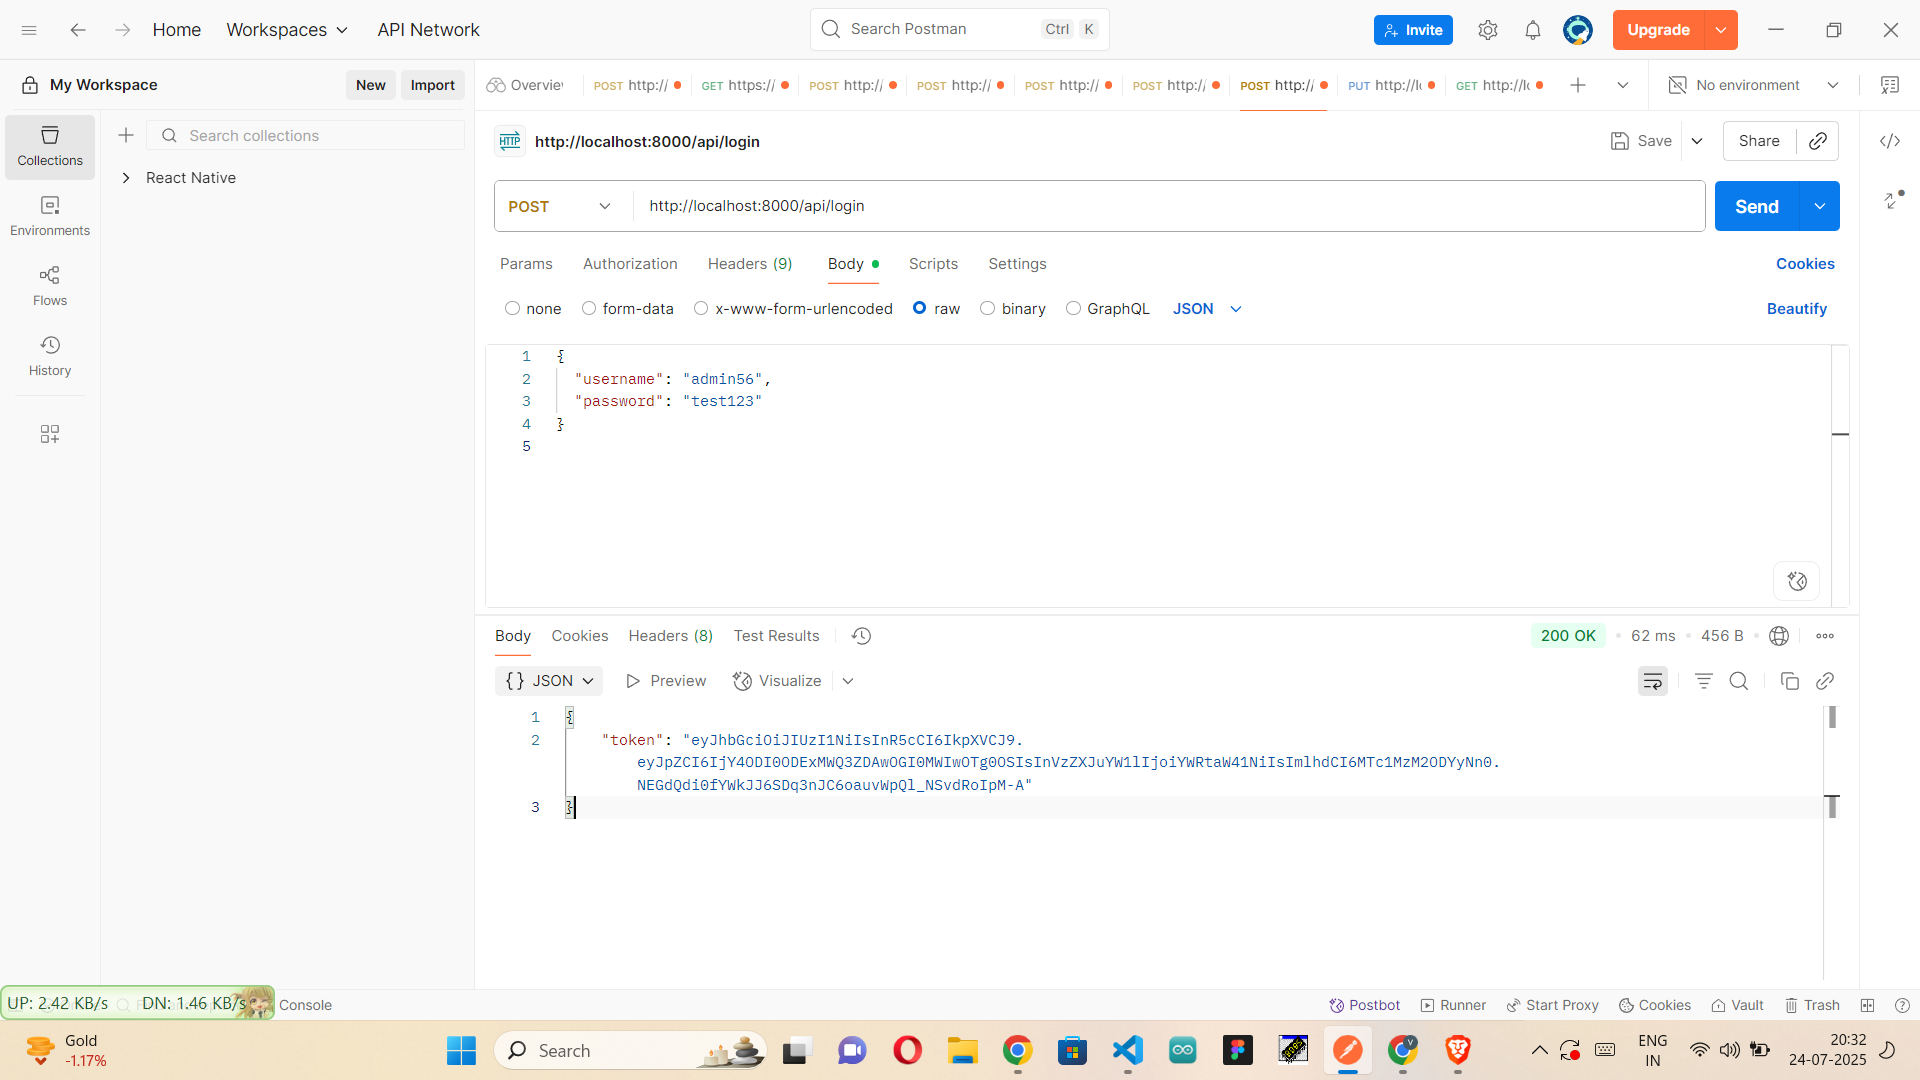 Home
Workspaces
API Network
Search Postman
Ctrl K
Invite
Upgrade
My Workspace
New
Import
Overvie
POST http://
GET https://
POST http://
POST http://
POST http://
POST http://
POST http://
PUT http://l
GET http://l
No environment
Collections
Environments
Flows
History
Search collections
React Native
HTTP
http://localhost:8000/api/login
Save
Share
POST
http://localhost:8000/api/login
Send
Params
Authorization
Headers (9)
Body
Scripts
Settings
Cookies
none
form-data
x-www-form-urlencoded
raw
binary
GraphQL
JSON
Beautify
1 {
2 "username": "admin56",
3 "password": "test123"
4 }
5
Body
Cookies
Headers (8)
Test Results
200 OK
62 ms
456 B
{} JSON
Preview
Visualize
1 {
2 "token": "eyJhbGciOiJIUzI1NiIsInR5cCI6IkpXVCJ9.
eyJpZCI6IjY4ODI0ODExMWQ3ZDAwOGI0MWIwOTg0OSIsInVzZXJuYW1lIjoiYWRtaW41NiIsImlhdCI6MTc1MzM2ODYyNn0.
NEGdQdi0fYWkJJ6SDq3nJC6oauvWpQl_NSvdRoIpM-A"
3 }
UP: 2.42 KB/s
DN: 1.46 KB/s
Console
Postbot
Runner
Start Proxy
Cookies
Vault
Trash
Gold
-1.17%
Search
ENG
IN
20:32
24-07-2025